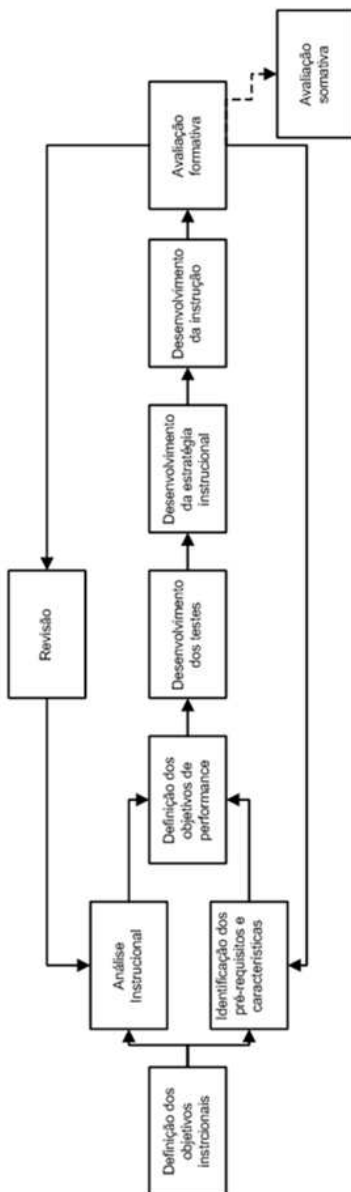 Definição dos
objetivos
instrcionais
Análise
Instrucional
Identificação dos
pré-requisitos e
características
Revisão
Definição dos
objetivos de
performance
Desenvolvimento
dos testes
Desenvolvimento
da estratégia
instrucional
Desenvolvimento
da instrução
Avaliação
formativa
Avaliação
somativa